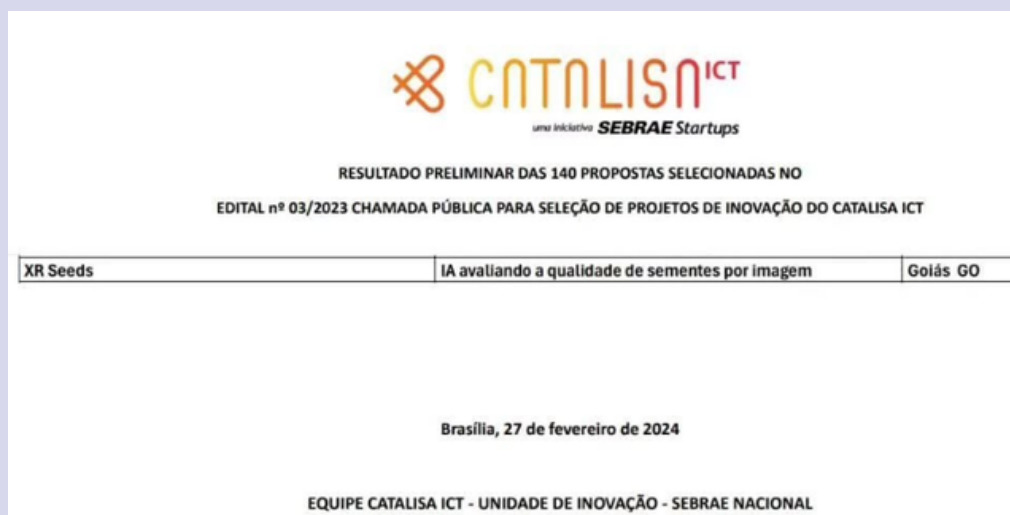 CATALISA ICT
uma iniciativa SEBRAE Startups
RESULTADO PRELIMINAR DAS 140 PROPOSTAS SELECIONADAS NO
EDITAL nº 03/2023 CHAMADA PÚBLICA PARA SELEÇÃO DE PROJETOS DE INOVAÇÃO DO CATALISA ICT
XR Seeds IA avaliando a qualidade de sementes por imagem Goiás GO
Brasília, 27 de fevereiro de 2024
EQUIPE CATALISA ICT - UNIDADE DE INOVAÇÃO - SEBRAE NACIONAL